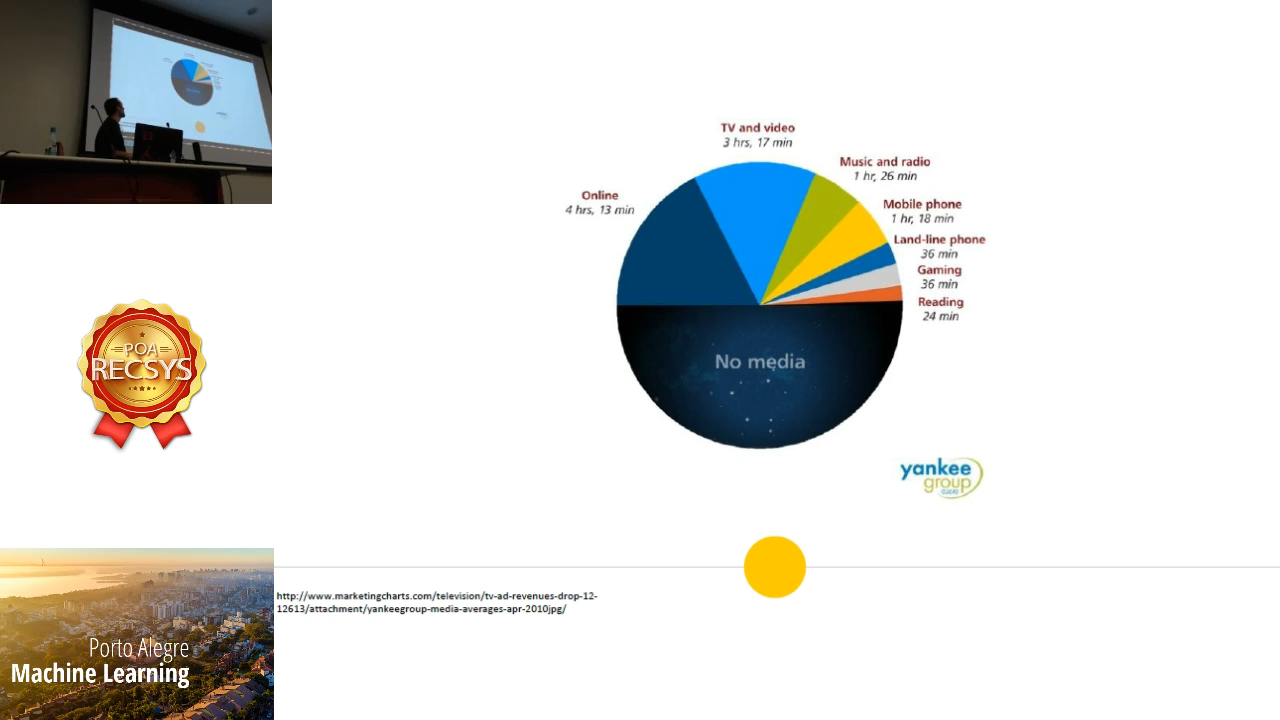 TV and video
3 hrs, 17 min
Music and radio
1 hr, 26 min
Online
4 hrs, 13 min
Mobile phone
1 hr, 18 min
Land-line phone
36 min
Gaming
36 min
Reading
24 min
No media
yankee
group
POA
RECSYS
http://www.marketingcharts.com/television/tv-ad-revenues-drop-12-
12613/attachment/yankeegroup-media-averages-apr-2010jpg/
Porto Alegre
Machine Learning